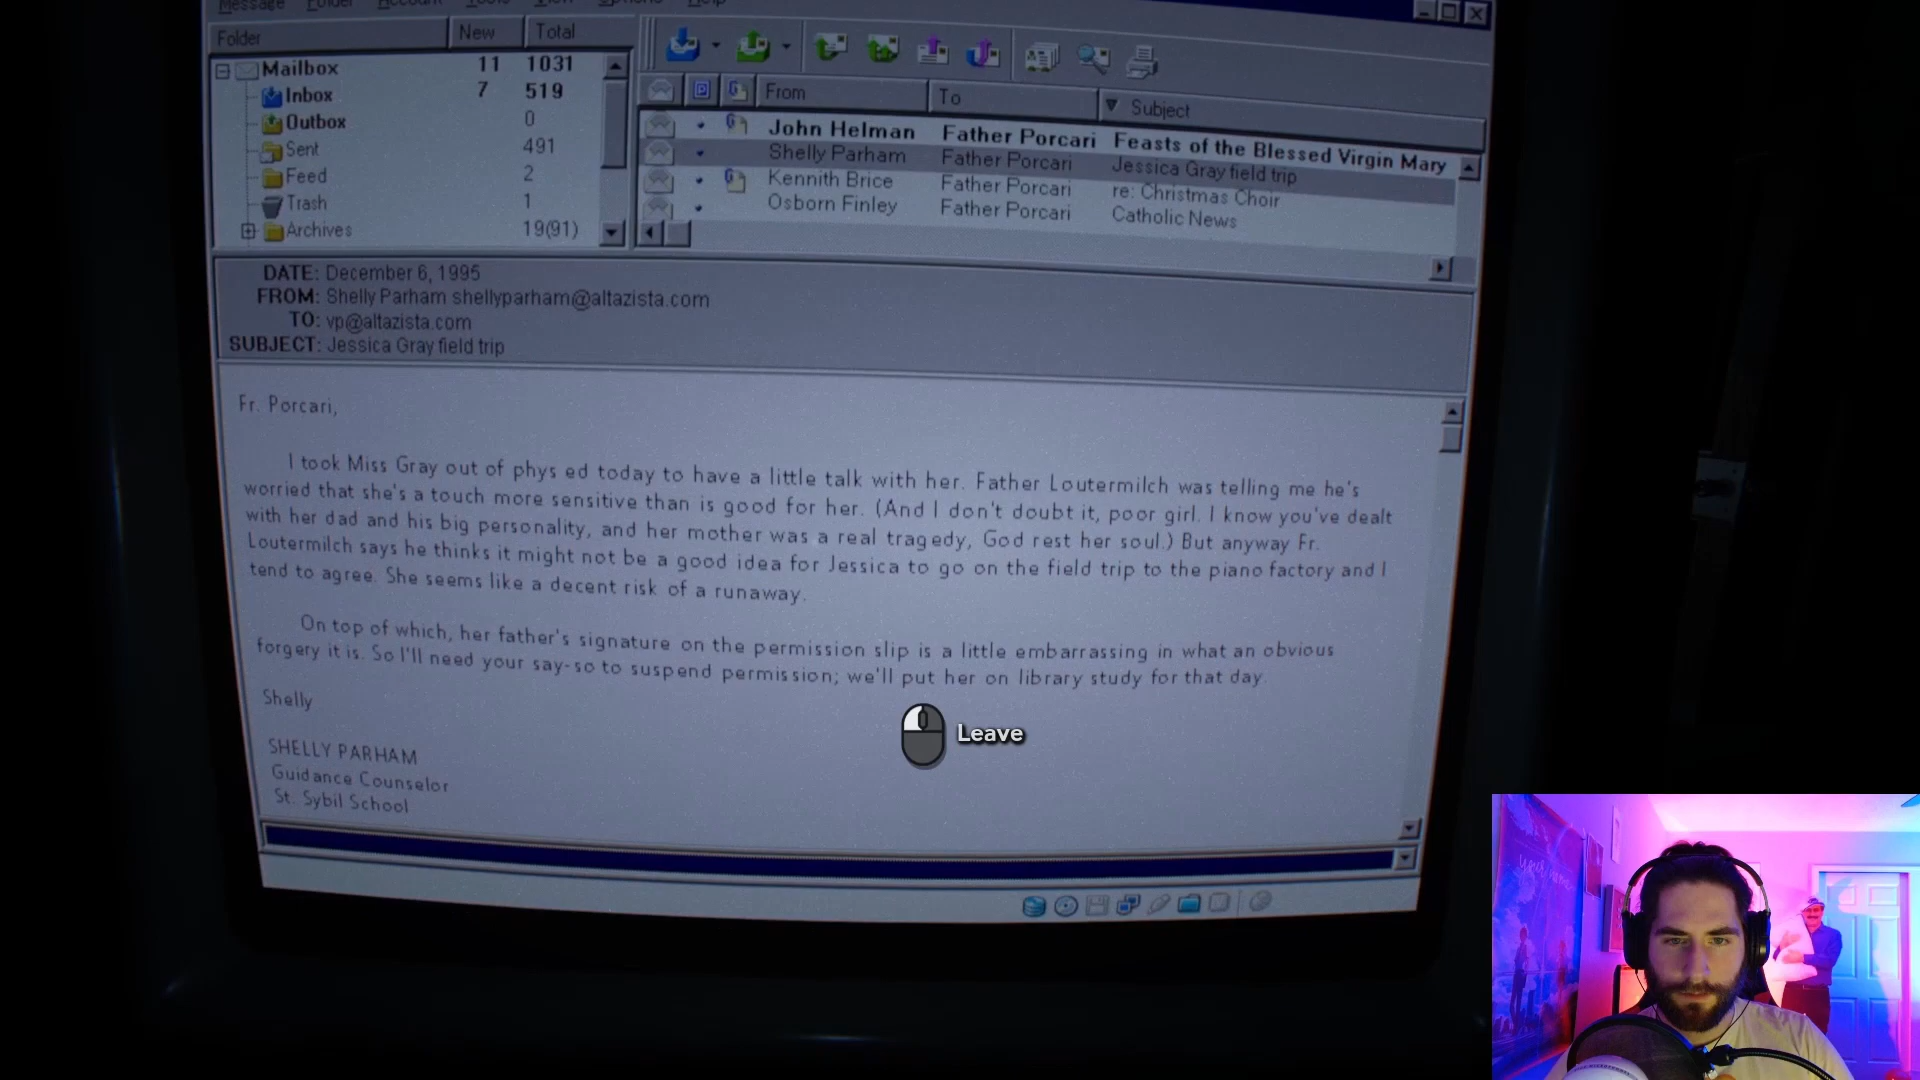 Message Folder Account Tools View Options Help
Folder New Total
Mailbox 11 1031
Inbox 7 519
Outbox 0
Sent 491
Feed 2
Trash 1
Archives 19(91)
From To Subject
John Helman Father Porcari Feasts of the Blessed Virgin Mary
Shelly Parham Father Porcari Jessica Gray field trip
Kennith Brice Father Porcari re: Christmas Choir
Osborn Finley Father Porcari Catholic News
DATE: December 6, 1995
FROM: Shelly Parham shellyparham@altazista.com
TO: vp@altazista.com
SUBJECT: Jessica Gray field trip
Fr. Porcari,
I took Miss Gray out of phys ed today to have a little talk with her. Father Loutermilch was telling me he's
worried that she's a touch more sensitive than is good for her. (And I don't doubt it, poor girl. I know you've dealt
with her dad and his big personality, and her mother was a real tragedy, God rest her soul.) But anyway Fr.
Loutermilch says he thinks it might not be a good idea for Jessica to go on the field trip to the piano factory and I
tend to agree. She seems like a decent risk of a runaway.
On top of which, her father's signature on the permission slip is a little embarrassing in what an obvious
forgery it is. So I'll need your say-so to suspend permission; we'll put her on library study for that day.
Shelly
SHELLY PARHAM
Guidance Counselor
St. Sybil School
Leave